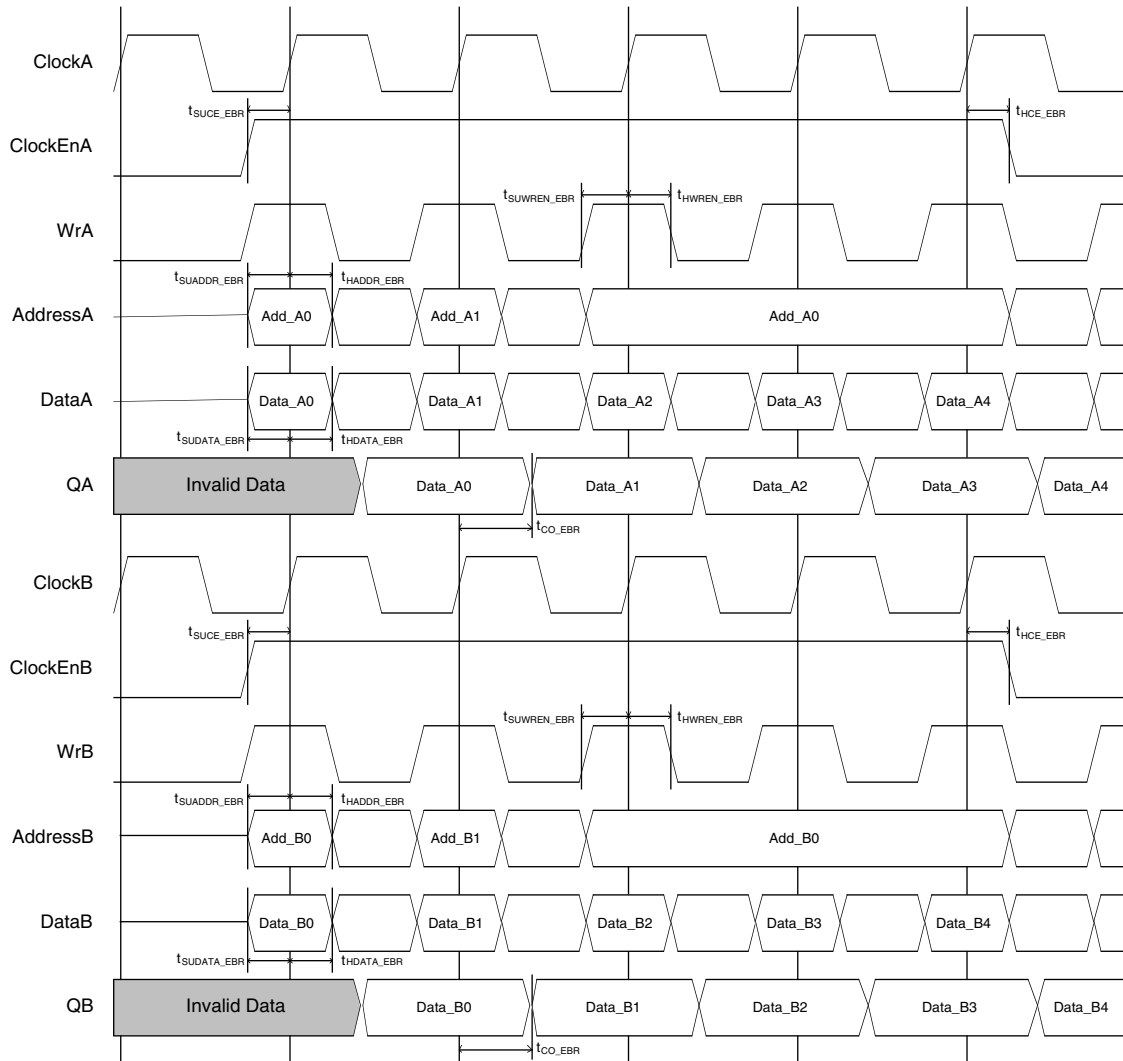 ClockA
tSUCE_EBR tHCE_EBR
ClockEnA
tSUWREN_EBR tHWREN_EBR
WrA
tSUADDR_EBR tHADDR_EBR
AddressA Add_A0 Add_A1 Add_A0
DataA Data_A0 Data_A1 Data_A2 Data_A3 Data_A4
tSUDATA_EBR tHDATA_EBR
QA Invalid Data Data_A0 Data_A1 Data_A2 Data_A3 Data_A4
tCO_EBR
ClockB
tSUCE_EBR tHCE_EBR
ClockEnB
tSUWREN_EBR tHWREN_EBR
WrB
tSUADDR_EBR tHADDR_EBR
AddressB Add_B0 Add_B1 Add_B0
DataB Data_B0 Data_B1 Data_B2 Data_B3 Data_B4
tSUDATA_EBR tHDATA_EBR
QB Invalid Data Data_B0 Data_B1 Data_B2 Data_B3 Data_B4
tCO_EBR